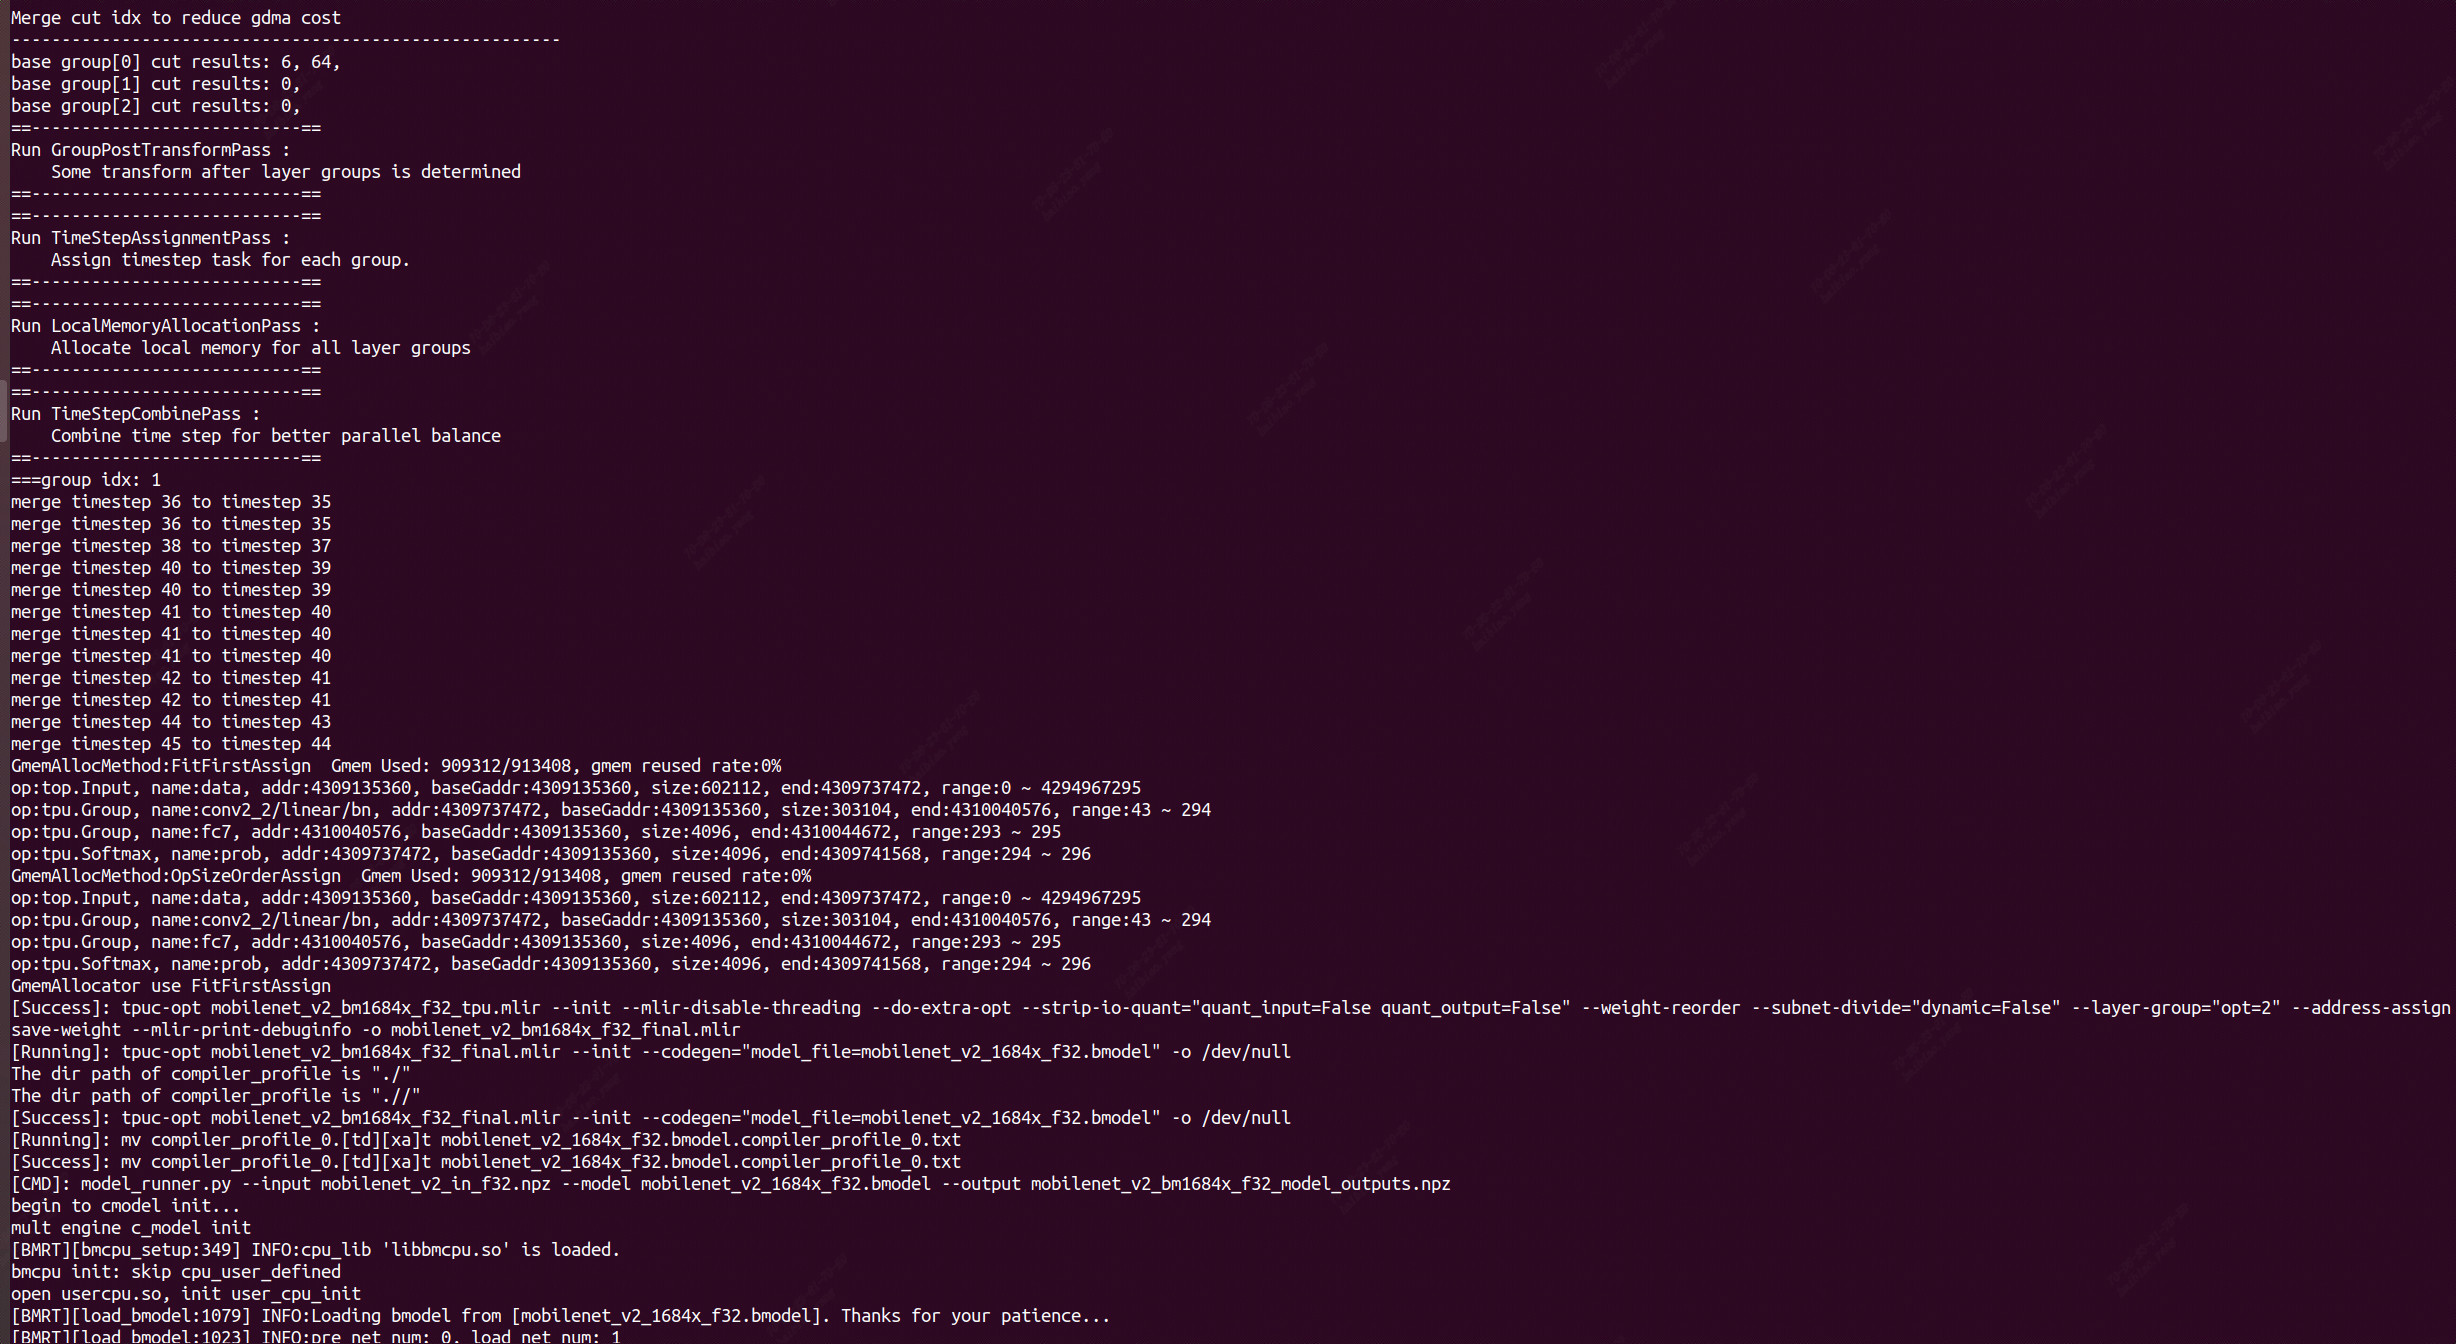 Merge cut idx to reduce gdma cost
-------------------------------------------------------
base group[0] cut results: 6, 64,
base group[1] cut results: 0,
base group[2] cut results: 0,
==---------------------------==
Run GroupPostTransformPass :
    Some transform after layer groups is determined
==---------------------------==
==---------------------------==
Run TimeStepAssignmentPass :
    Assign timestep task for each group.
==---------------------------==
==---------------------------==
Run LocalMemoryAllocationPass :
    Allocate local memory for all layer groups
==---------------------------==
==---------------------------==
Run TimeStepCombinePass :
    Combine time step for better parallel balance
==---------------------------==
===group idx: 1
merge timestep 36 to timestep 35
merge timestep 36 to timestep 35
merge timestep 38 to timestep 37
merge timestep 40 to timestep 39
merge timestep 40 to timestep 39
merge timestep 41 to timestep 40
merge timestep 41 to timestep 40
merge timestep 41 to timestep 40
merge timestep 42 to timestep 41
merge timestep 42 to timestep 41
merge timestep 44 to timestep 43
merge timestep 45 to timestep 44
GmemAllocMethod:FitFirstAssign  Gmem Used: 909312/913408, gmem reused rate:0%
op:top.Input, name:data, addr:4309135360, baseGaddr:4309135360, size:602112, end:4309737472, range:0 ~ 4294967295
op:tpu.Group, name:conv2_2/linear/bn, addr:4309737472, baseGaddr:4309135360, size:303104, end:4310040576, range:43 ~ 294
op:tpu.Group, name:fc7, addr:4310040576, baseGaddr:4309135360, size:4096, end:4310044672, range:293 ~ 295
op:tpu.Softmax, name:prob, addr:4309737472, baseGaddr:4309135360, size:4096, end:4309741568, range:294 ~ 296
GmemAllocMethod:OpSizeOrderAssign  Gmem Used: 909312/913408, gmem reused rate:0%
op:top.Input, name:data, addr:4309135360, baseGaddr:4309135360, size:602112, end:4309737472, range:0 ~ 4294967295
op:tpu.Group, name:conv2_2/linear/bn, addr:4309737472, baseGaddr:4309135360, size:303104, end:4310040576, range:43 ~ 294
op:tpu.Group, name:fc7, addr:4310040576, baseGaddr:4309135360, size:4096, end:4310044672, range:293 ~ 295
op:tpu.Softmax, name:prob, addr:4309737472, baseGaddr:4309135360, size:4096, end:4309741568, range:294 ~ 296
GmemAllocator use FitFirstAssign
[Success]: tpuc-opt mobilenet_v2_bm1684x_f32_tpu.mlir --init --mlir-disable-threading --do-extra-opt --strip-io-quant="quant_input=False quant_output=False" --weight-reorder --subnet-divide="dynamic=False" --layer-group="opt=2" --address-assign
save-weight --mlir-print-debuginfo -o mobilenet_v2_bm1684x_f32_final.mlir
[Running]: tpuc-opt mobilenet_v2_bm1684x_f32_final.mlir --init --codegen="model_file=mobilenet_v2_1684x_f32.bmodel" -o /dev/null
The dir path of compiler_profile is "./"
The dir path of compiler_profile is ".//"
[Success]: tpuc-opt mobilenet_v2_bm1684x_f32_final.mlir --init --codegen="model_file=mobilenet_v2_1684x_f32.bmodel" -o /dev/null
[Running]: mv compiler_profile_0.[td][xa]t mobilenet_v2_1684x_f32.bmodel.compiler_profile_0.txt
[Success]: mv compiler_profile_0.[td][xa]t mobilenet_v2_1684x_f32.bmodel.compiler_profile_0.txt
[CMD]: model_runner.py --input mobilenet_v2_in_f32.npz --model mobilenet_v2_1684x_f32.bmodel --output mobilenet_v2_bm1684x_f32_model_outputs.npz
begin to cmodel init...
mult engine c_model init
[BMRT][bmcpu_setup:349] INFO:cpu_lib 'libbmcpu.so' is loaded.
bmcpu init: skip cpu_user_defined
open usercpu.so, init user_cpu_init
[BMRT][load_bmodel:1079] INFO:Loading bmodel from [mobilenet_v2_1684x_f32.bmodel]. Thanks for your patience...
[BMRT][load_bmodel:1023] INFO:pre net num: 0, load net num: 1